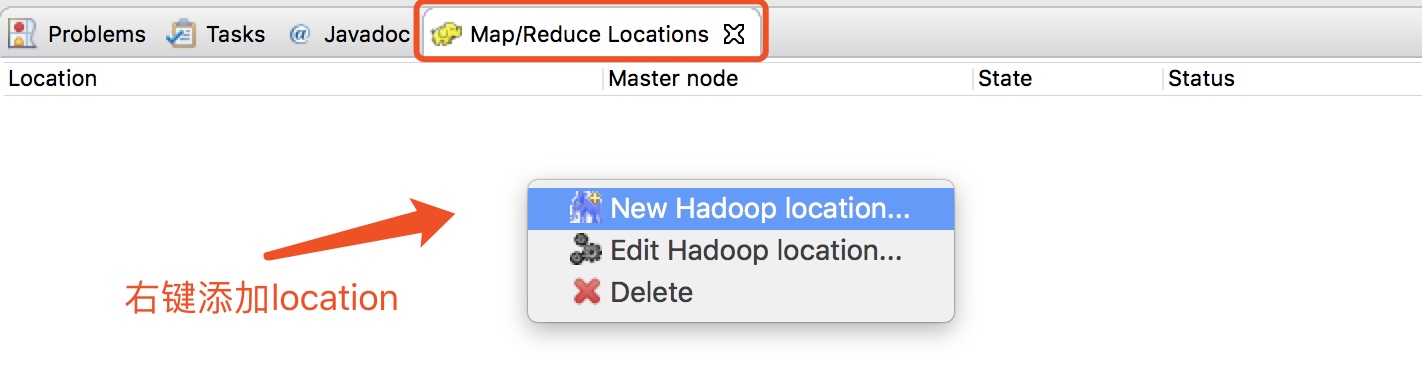 Problems Tasks @ Javadoc Map/Reduce Locations
Location Master node State Status
New Hadoop location...
Edit Hadoop location...
Delete
右键添加location